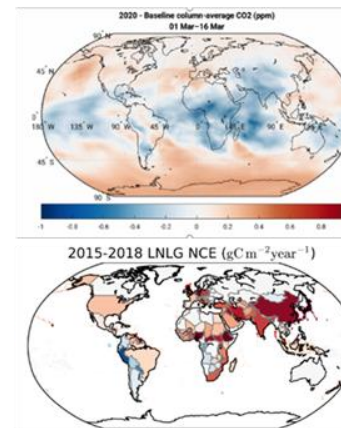 2020 - Baseline column-average CO2 (ppm)
01 Mar–16 Mar
90°N
45°N
0°
180°W 135°W 90°W 45°W 0° 45°E 90°E
45°S
90°S
-1 -0.8 -0.6 -0.4 -0.2 0 0.2 0.4 0.6 0.8
2015-2018 LNLG NCE (gC m⁻² year⁻¹)